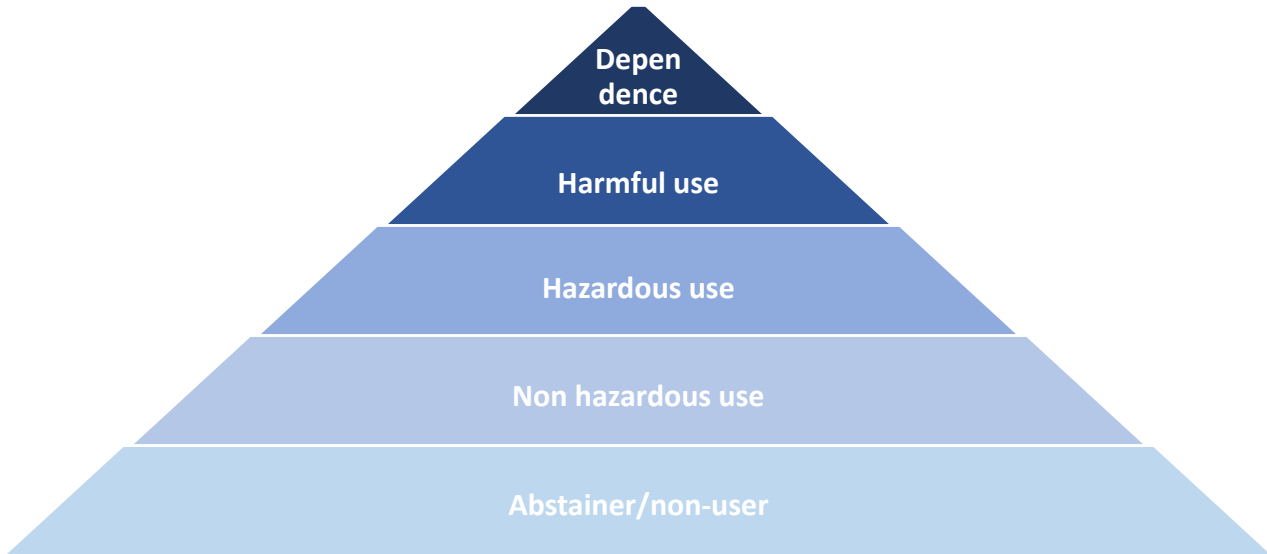 Depen
dence
Harmful use
Hazardous use
Non hazardous use
Abstainer/non-user